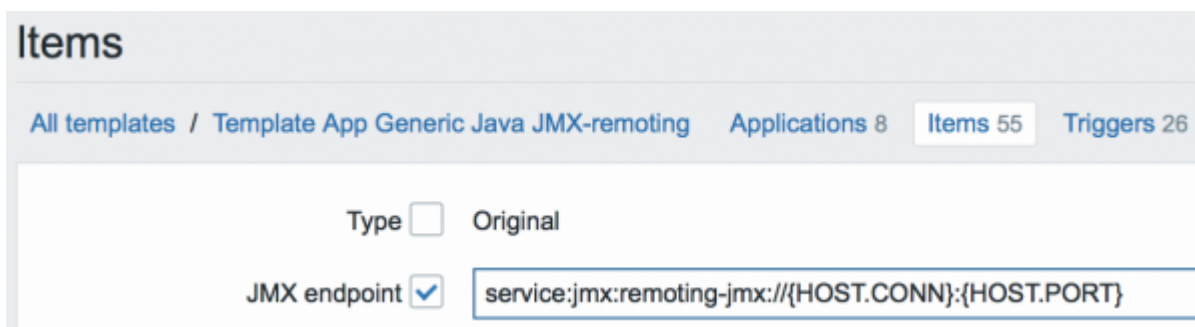 Items
All templates / Template App Generic Java JMX-remoting Applications 8 Items 55 Triggers 26
Type Original
JMX endpoint service:jmx:remoting-jmx://{HOST.CONN}:{HOST.PORT}